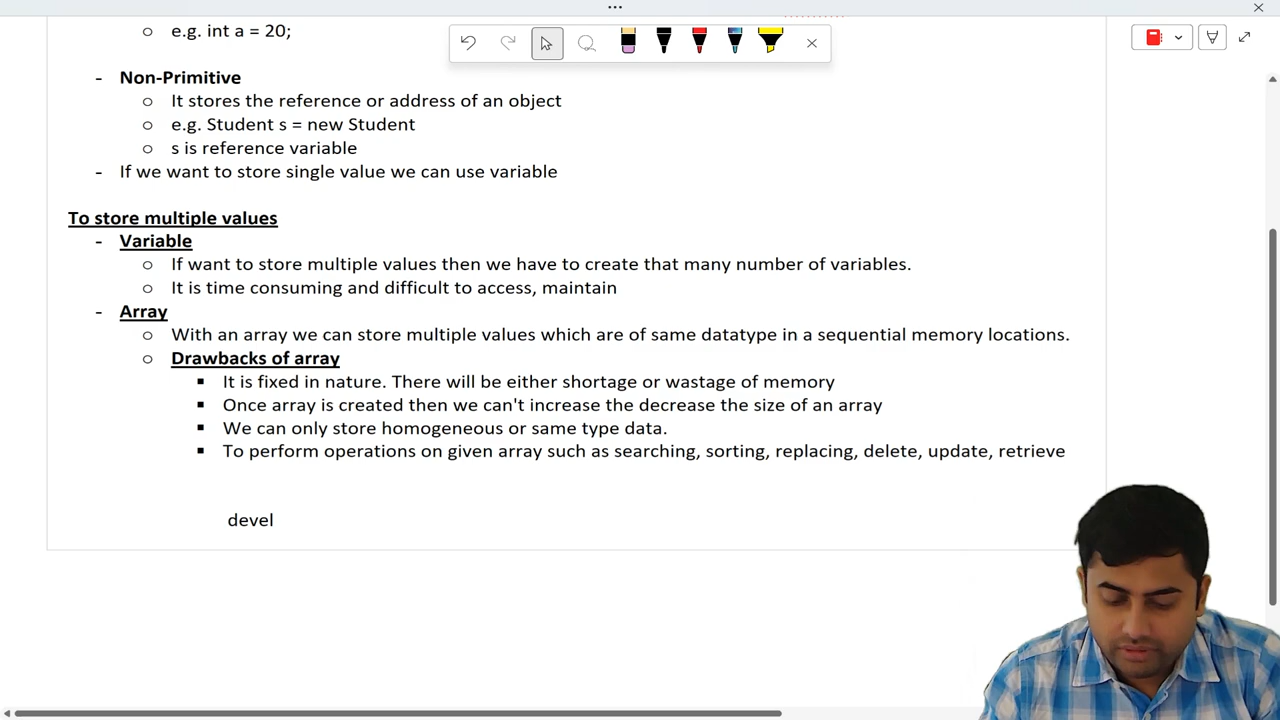 e.g. int a = 20;
Non-Primitive
It stores the reference or address of an object
e.g. Student s = new Student
s is reference variable
If we want to store single value we can use variable
To store multiple values
Variable
If want to store multiple values then we have to create that many number of variables.
It is time consuming and difficult to access, maintain
Array
With an array we can store multiple values which are of same datatype in a sequential memory locations.
Drawbacks of array
It is fixed in nature. There will be either shortage or wastage of memory
Once array is created then we can't increase the decrease the size of an array
We can only store homogeneous or same type data.
To perform operations on given array such as searching, sorting, replacing, delete, update, retrieve
devel